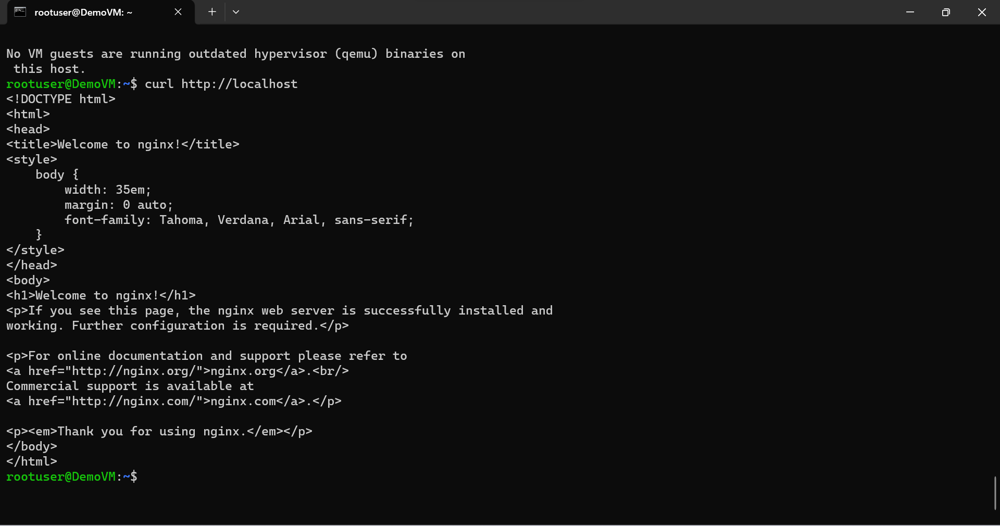 rootuser@DemoVM: ~
No VM guests are running outdated hypervisor (qemu) binaries on
 this host.
rootuser@DemoVM:~$ curl http://localhost
<!DOCTYPE html>
<html>
<head>
<title>Welcome to nginx!</title>
<style>
    body {
        width: 35em;
        margin: 0 auto;
        font-family: Tahoma, Verdana, Arial, sans-serif;
    }
</style>
</head>
<body>
<h1>Welcome to nginx!</h1>
<p>If you see this page, the nginx web server is successfully installed and
working. Further configuration is required.</p>

<p>For online documentation and support please refer to
<a href="http://nginx.org/">nginx.org</a>.<br/>
Commercial support is available at
<a href="http://nginx.com/">nginx.com</a>.</p>

<p><em>Thank you for using nginx.</em></p>
</body>
</html>
rootuser@DemoVM:~$